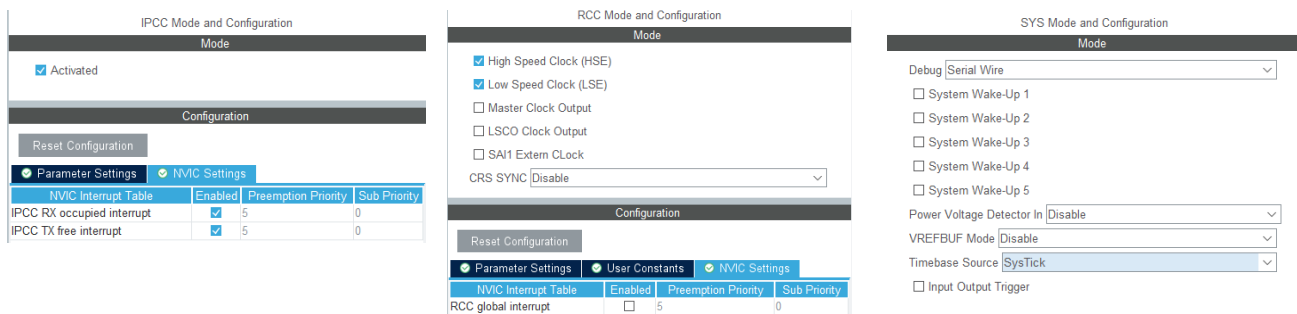 IPCC Mode and Configuration
Mode
Activated
Configuration
Reset Configuration
Parameter Settings NVIC Settings
NVIC Interrupt Table Enabled Preemption Priority Sub Priority
IPCC RX occupied interrupt 5 0
IPCC TX free interrupt 5 0
RCC Mode and Configuration
Mode
High Speed Clock (HSE)
Low Speed Clock (LSE)
Master Clock Output
LSCO Clock Output
SAI1 Extern CLock
CRS SYNC Disable
Configuration
Reset Configuration
Parameter Settings User Constants NVIC Settings
NVIC Interrupt Table Enabled Preemption Priority Sub Priority
RCC global interrupt 5 0
SYS Mode and Configuration
Mode
Debug Serial Wire
System Wake-Up 1
System Wake-Up 2
System Wake-Up 3
System Wake-Up 4
System Wake-Up 5
Power Voltage Detector In Disable
VREFBUF Mode Disable
Timebase Source SysTick
Input Output Trigger